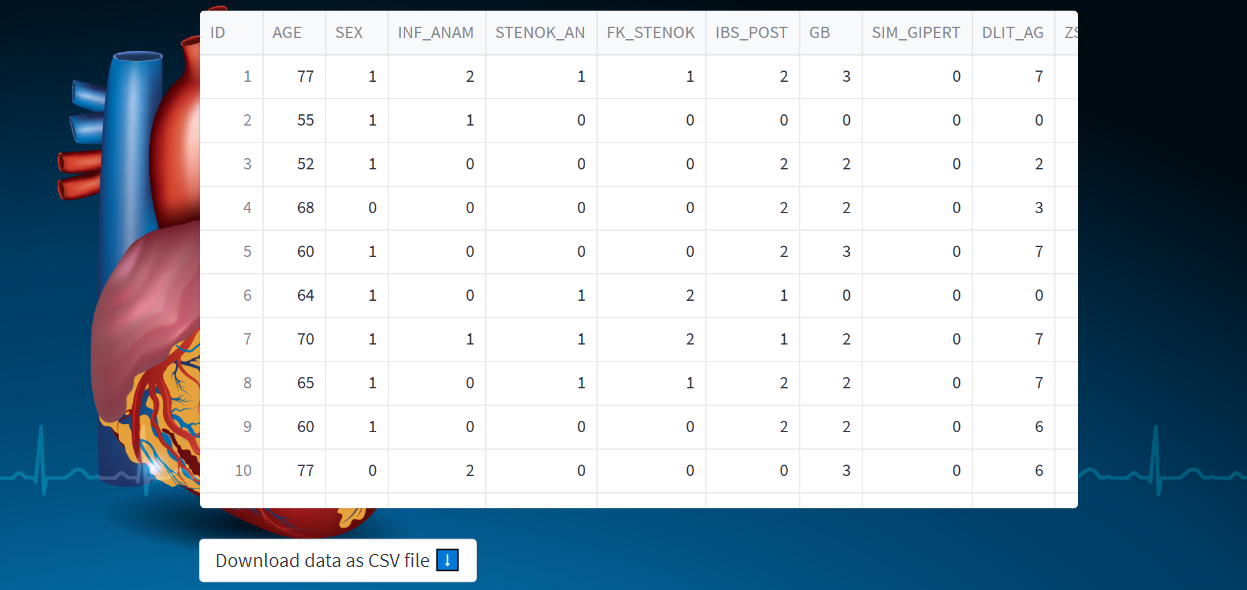 ID AGE SEX INF_ANAM STENOK_AN FK_STENOK IBS_POST GB SIM_GIPERT DLIT_AG ZS
1 77 1 2 1 1 2 3 0 7
2 55 1 1 0 0 0 0 0 0
3 52 1 0 0 0 2 2 0 2
4 68 0 0 0 0 2 2 0 3
5 60 1 0 0 0 2 3 0 7
6 64 1 0 1 2 1 0 0 0
7 70 1 1 1 2 1 2 0 7
8 65 1 0 1 1 2 2 0 7
9 60 1 0 0 0 2 2 0 6
10 77 0 2 0 0 0 3 0 6
Download data as CSV file ⬇️